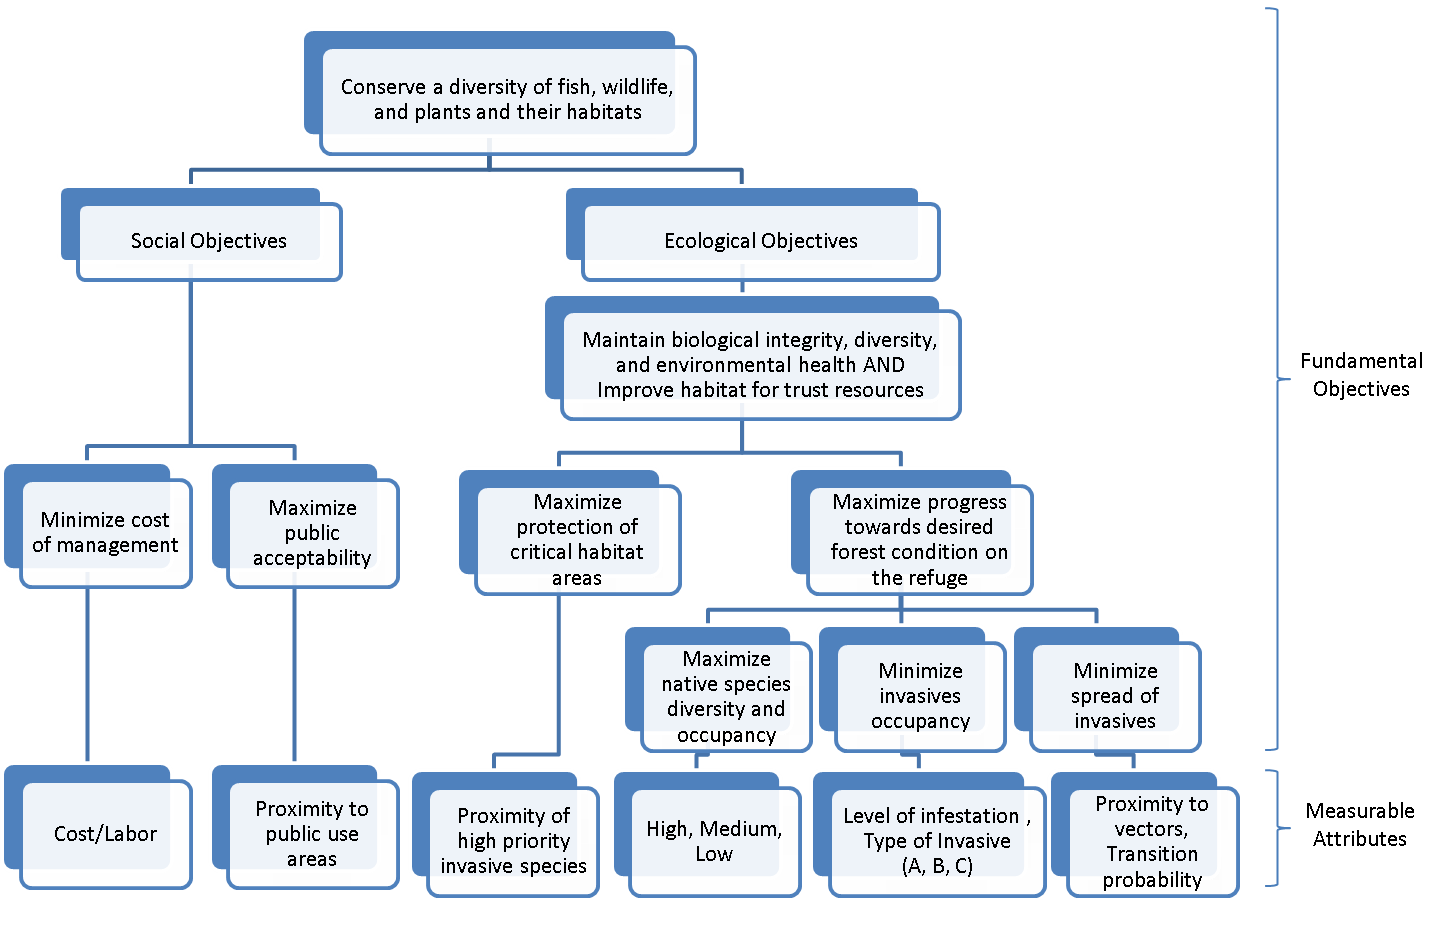 Conserve a diversity of fish, wildlife,
and plants and their habitats
Social Objectives
Ecological Objectives
Maintain biological integrity, diversity,
and environmental health AND
Improve habitat for trust resources
Fundamental
Objectives
Minimize cost
of management
Maximize
public
acceptability
Maximize
protection of
critical habitat
areas
Maximize progress
towards desired
forest condition on
the refuge
Maximize
native species
diversity and
occupancy
Minimize
invasives
occupancy
Minimize
spread of
invasives
Cost/Labor
Proximity to
public use
areas
Proximity of
high priority
invasive species
High, Medium,
Low
Level of infestation ,
Type of Invasive
(A, B, C)
Proximity to
vectors,
Transition
probability
Measurable
Attributes